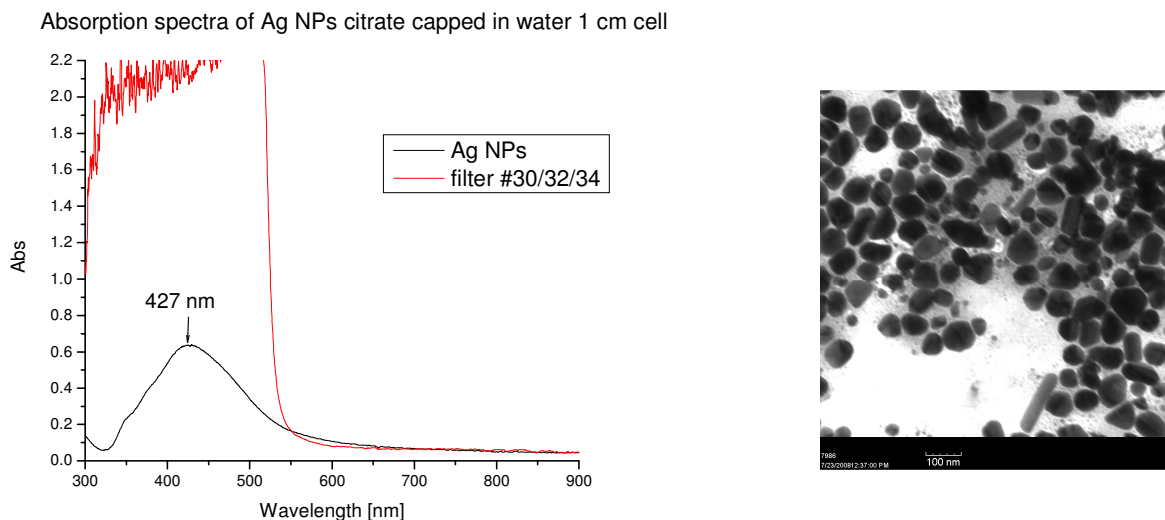 Absorption spectra of Ag NPs citrate capped in water 1 cm cell
2.2
2.0
1.8
1.6
1.4
1.2
1.0
0.8
0.6
0.4
0.2
0.0
Abs
427 nm
Ag NPs
filter #30/32/34
300 400 500 600 700 800 900
Wavelength [nm]
7986
7/23/200812:37:00 PM
100 nm